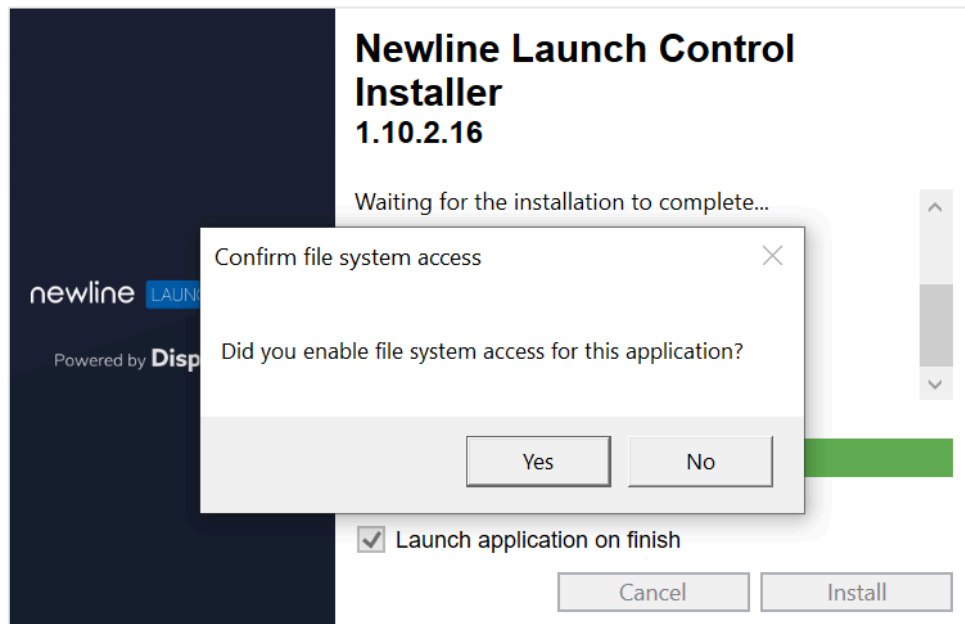 Newline Launch Control
Installer
1.10.2.16
Waiting for the installation to complete...
Confirm file system access
newline
Powered by
Did you enable file system access for this application?
Yes No
Launch application on finish
Cancel Install